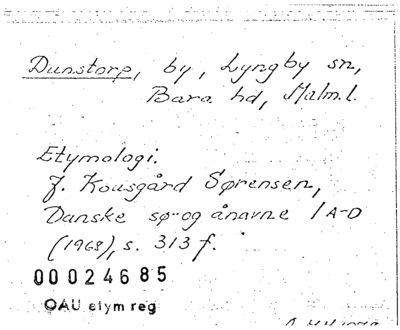 Dunstorp, by, Lyngby sn,
Bara hd, Malm.l.
Etymologi.
J. Kousgård Sørensen,
Danske sø- og ånavne 1 A-D
(1968), s. 313 f.
00024685
OAU etym reg